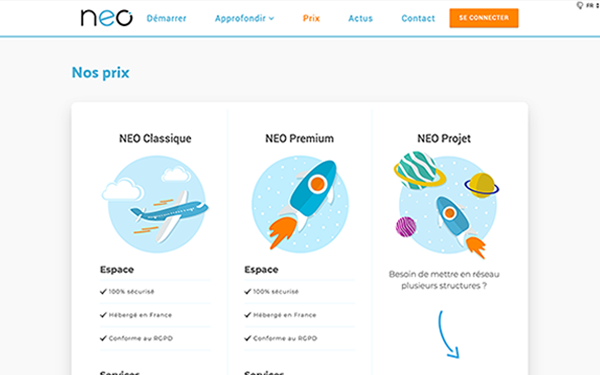 neo Démarrer Approfondir Prix Actus Contact SE CONNECTER FR
Nos prix
NEO Classique
Espace
100% sécurisé
Hébergé en France
Conforme au RGPD
NEO Premium
Espace
100% sécurisé
Hébergé en France
Conforme au RGPD
NEO Projet
Besoin de mettre en réseau
plusieurs structures ?